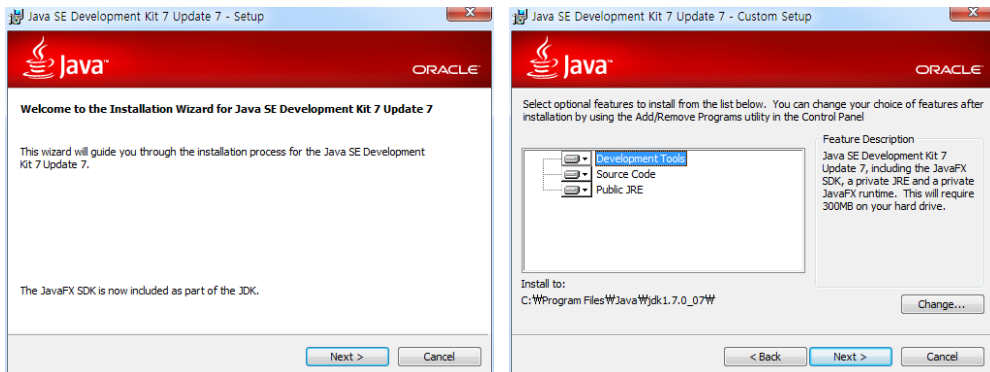 Java SE Development Kit 7 Update 7 - Setup
Java™
ORACLE®
Welcome to the Installation Wizard for Java SE Development Kit 7 Update 7
This wizard will guide you through the installation process for the Java SE Development
Kit 7 Update 7.
The JavaFX SDK is now included as part of the JDK.
Next >
Cancel
Java SE Development Kit 7 Update 7 - Custom Setup
Java™
ORACLE®
Select optional features to install from the list below. You can change your choice of features after
installation by using the Add/Remove Programs utility in the Control Panel
Development Tools
Source Code
Public JRE
Feature Description
Java SE Development Kit 7
Update 7, including the JavaFX
SDK, a private JRE and a private
JavaFX runtime. This will require
300MB on your hard drive.
Install to:
C:₩Program Files₩Java₩jdk1.7.0_07₩
Change...
< Back
Next >
Cancel